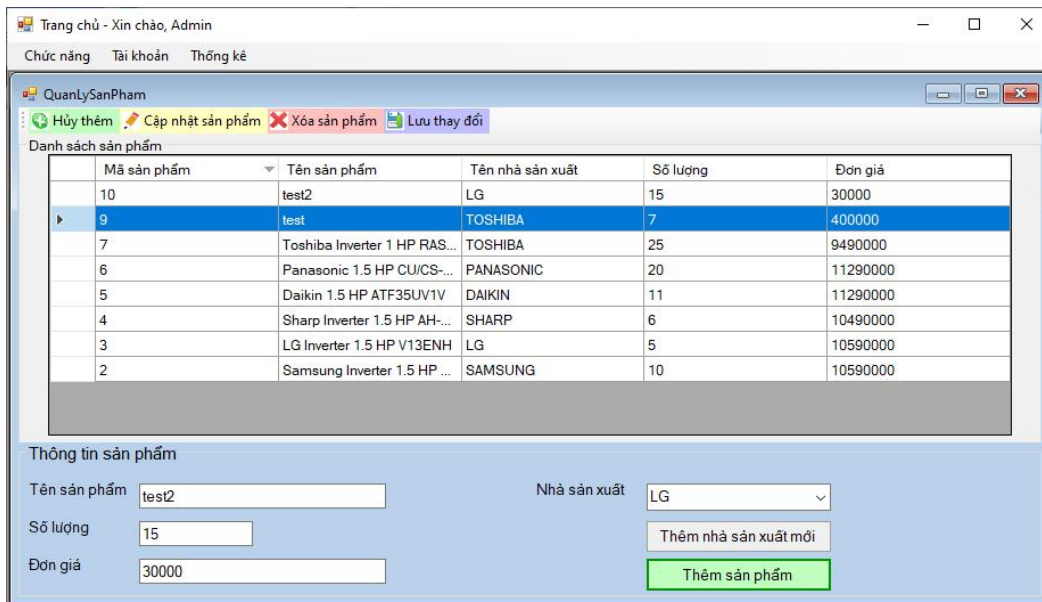 Trang chủ - Xin chào, Admin
Chức năng Tài khoản Thống kê
QuanLySanPham
Hủy thêm Cập nhật sản phẩm Xóa sản phẩm Lưu thay đổi
Danh sách sản phẩm
Mã sản phẩm Tên sản phẩm Tên nhà sản xuất Số lượng Đơn giá
10 test2 LG 15 30000
9 test TOSHIBA 7 400000
7 Toshiba Inverter 1 HP RAS... TOSHIBA 25 9490000
6 Panasonic 1.5 HP CU/CS-... PANASONIC 20 11290000
5 Daikin 1.5 HP ATF35UV1V DAIKIN 11 11290000
4 Sharp Inverter 1.5 HP AH-... SHARP 6 10490000
3 LG Inverter 1.5 HP V13ENH LG 5 10590000
2 Samsung Inverter 1.5 HP ... SAMSUNG 10 10590000
Thông tin sản phẩm
Tên sản phẩm test2 Nhà sản xuất LG
Số lượng 15 Thêm nhà sản xuất mới
Đơn giá 30000 Thêm sản phẩm